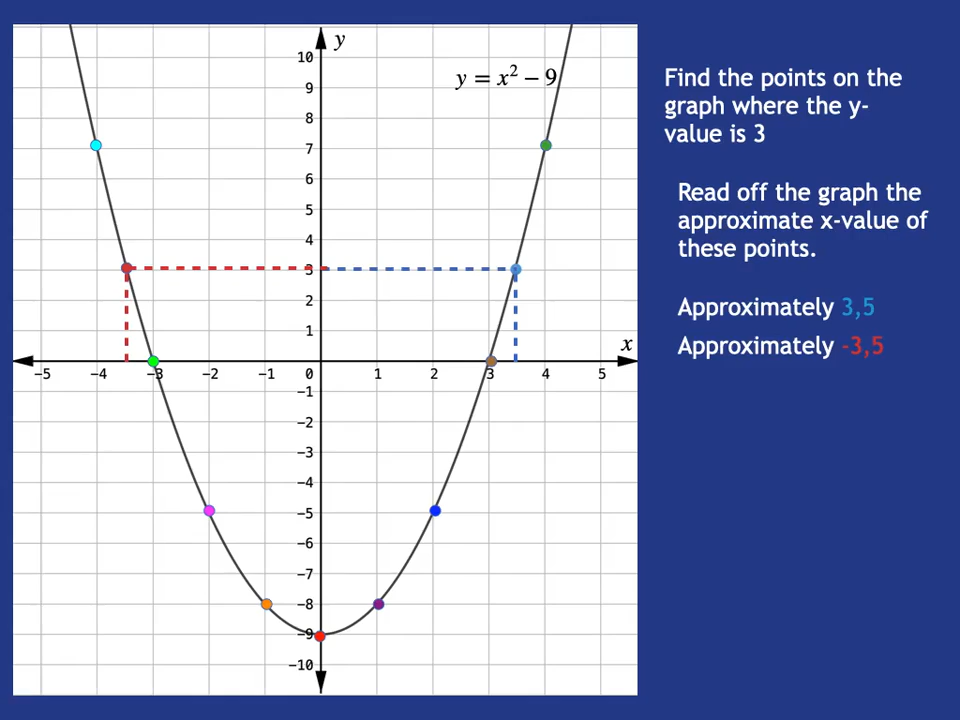 y
10
y = x² – 9
9
8
7
6
5
4
3
2
1
x
–5 –4 –3 –2 –1 0 1 2 3 4 5
–1
–2
–3
–4
–5
–6
–7
–8
–9
–10
Find the points on the
graph where the y-
value is 3
Read off the graph the
approximate x-value of
these points.
Approximately 3,5
Approximately -3,5